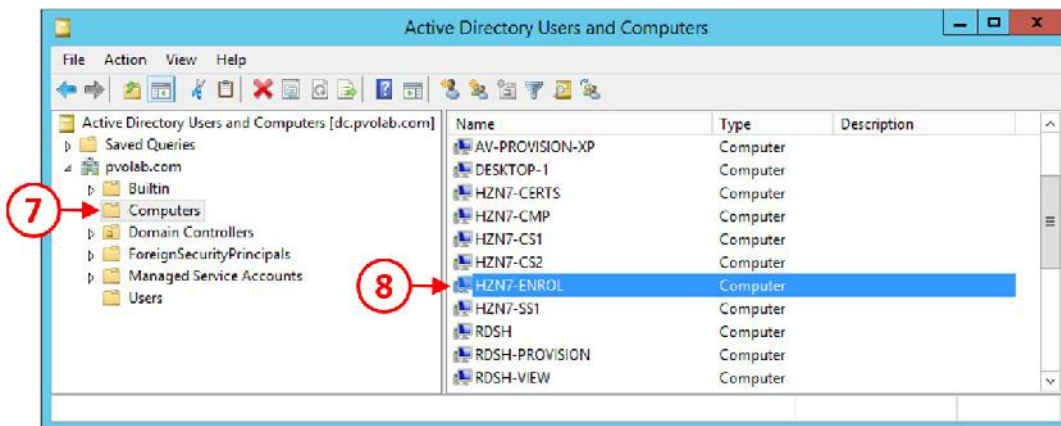 Active Directory Users and Computers
File Action View Help
Active Directory Users and Computers [dc.pvolab.com]
Saved Queries
pvolab.com
Builtin
Computers
Domain Controllers
ForeignSecurityPrincipals
Managed Service Accounts
Users
7
Name Type Description
AV-PROVISION-XP Computer
DESKTOP-1 Computer
HZN7-CERTS Computer
HZN7-CMP Computer
HZN7-CS1 Computer
HZN7-CS2 Computer
8
HZN7-ENROL Computer
HZN7-SS1 Computer
RDSH Computer
RDSH-PROVISION Computer
RDSH-VIEW Computer